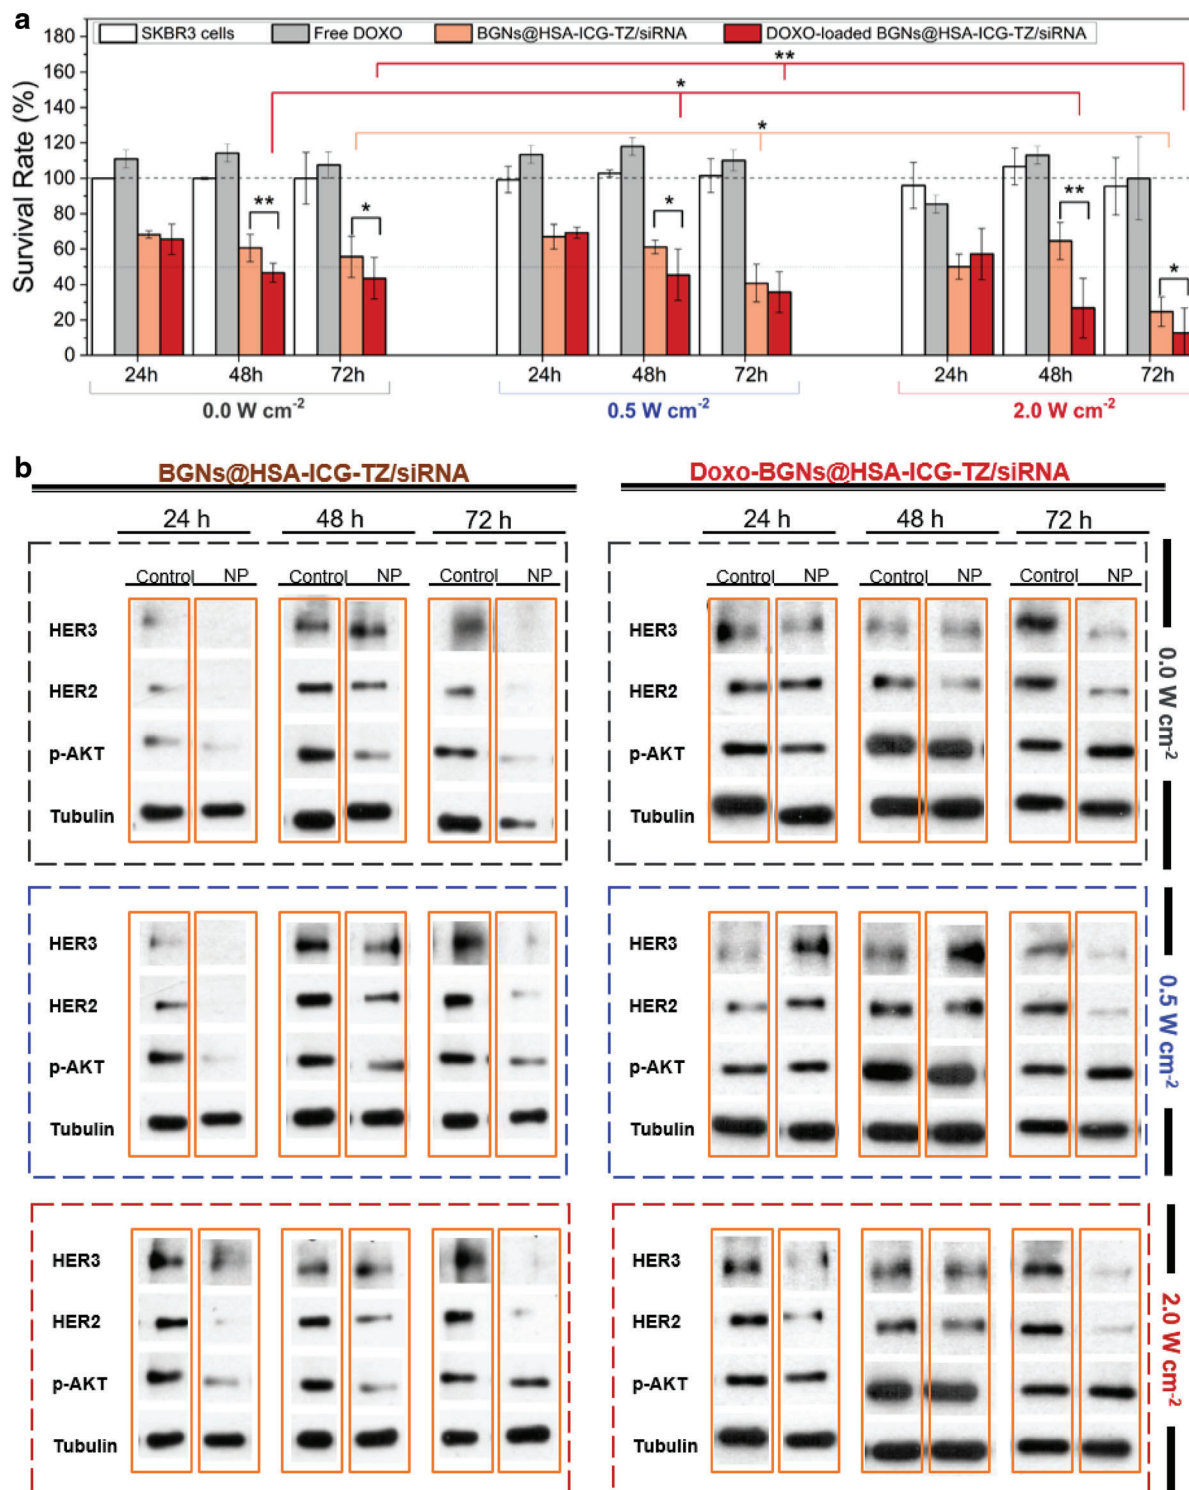 a
SKBR3 cells Free DOXO BGNs@HSA-ICG-TZ/siRNA DOXO-loaded BGNs@HSA-ICG-TZ/siRNA
Survival Rate (%)
180
160
140
120
100
80
60
40
20
0
** * *
** * * ** *
24h 48h 72h 24h 48h 72h 24h 48h 72h
0.0 W cm-2 0.5 W cm-2 2.0 W cm-2
b
BGNs@HSA-ICG-TZ/siRNA Doxo-BGNs@HSA-ICG-TZ/siRNA
24 h 48 h 72 h 24 h 48 h 72 h
Control NP Control NP Control NP Control NP Control NP Control NP
HER3 HER3
HER2 HER2
p-AKT p-AKT
Tubulin Tubulin
0.0 W cm-2
HER3 HER3
HER2 HER2
p-AKT p-AKT
Tubulin Tubulin
0.5 W cm-2
HER3 HER3
HER2 HER2
p-AKT p-AKT
Tubulin Tubulin
2.0 W cm-2